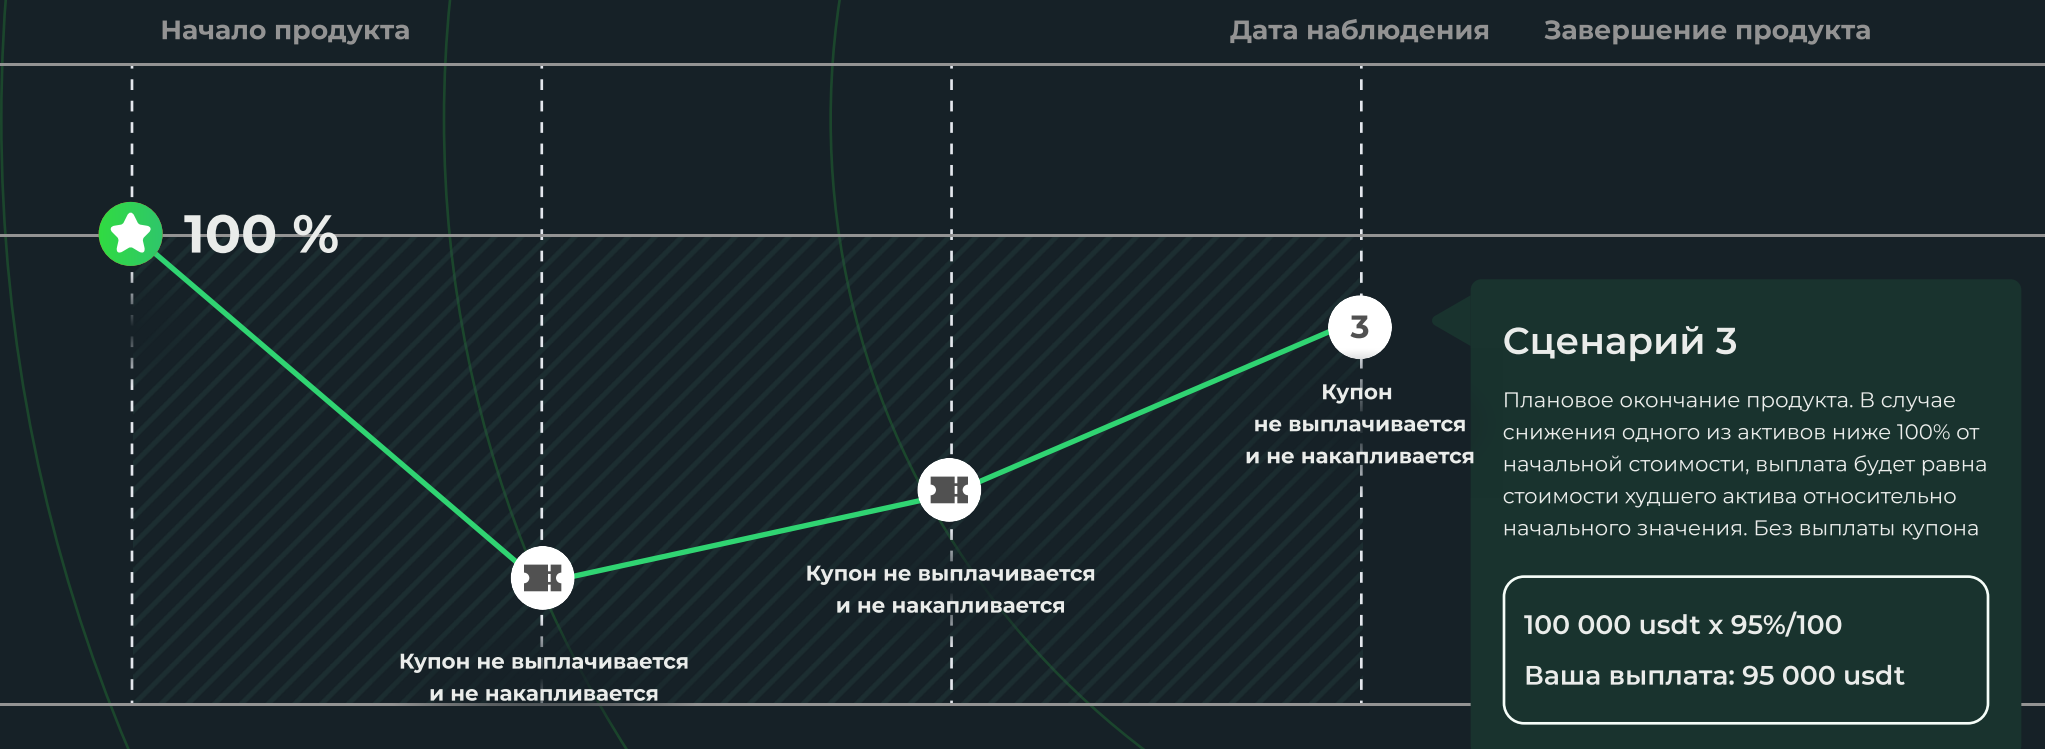 Начало продукта
Дата наблюдения
Завершение продукта
100 %
3
Купон
не выплачивается
и не накапливается
Купон не выплачивается
и не накапливается
Купон не выплачивается
и не накапливается
Сценарий 3
Плановое окончание продукта. В случае
снижения одного из активов ниже 100% от
начальной стоимости, выплата будет равна
стоимости худшего актива относительно
начального значения. Без выплаты купона
100 000 usdt x 95%/100
Ваша выплата: 95 000 usdt